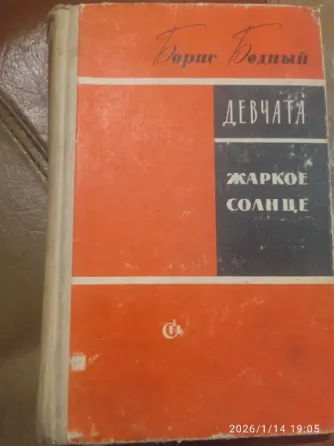 Борис Бедный
ДЕВЧАТА
ЖАРКОЕ
СОЛНЦЕ
2026/1/14 19:05